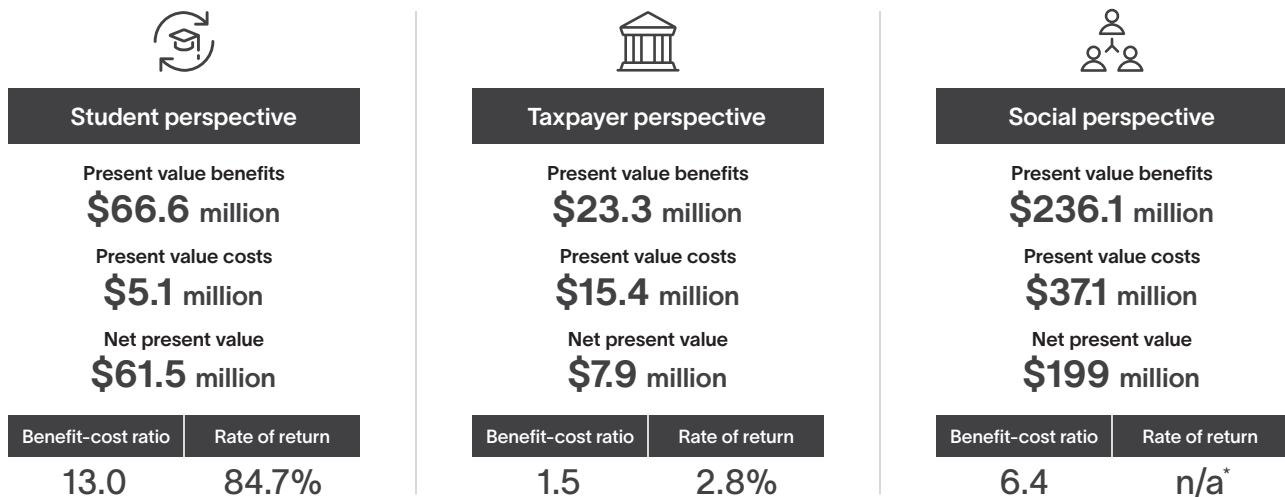 Student perspective
Present value benefits
$66.6 million
Present value costs
$5.1 million
Net present value
$61.5 million
Benefit-cost ratio
Rate of return
13.0
84.7%
Taxpayer perspective
Present value benefits
$23.3 million
Present value costs
$15.4 million
Net present value
$7.9 million
Benefit-cost ratio
Rate of return
1.5
2.8%
Social perspective
Present value benefits
$236.1 million
Present value costs
$37.1 million
Net present value
$199 million
Benefit-cost ratio
Rate of return
6.4
n/a*